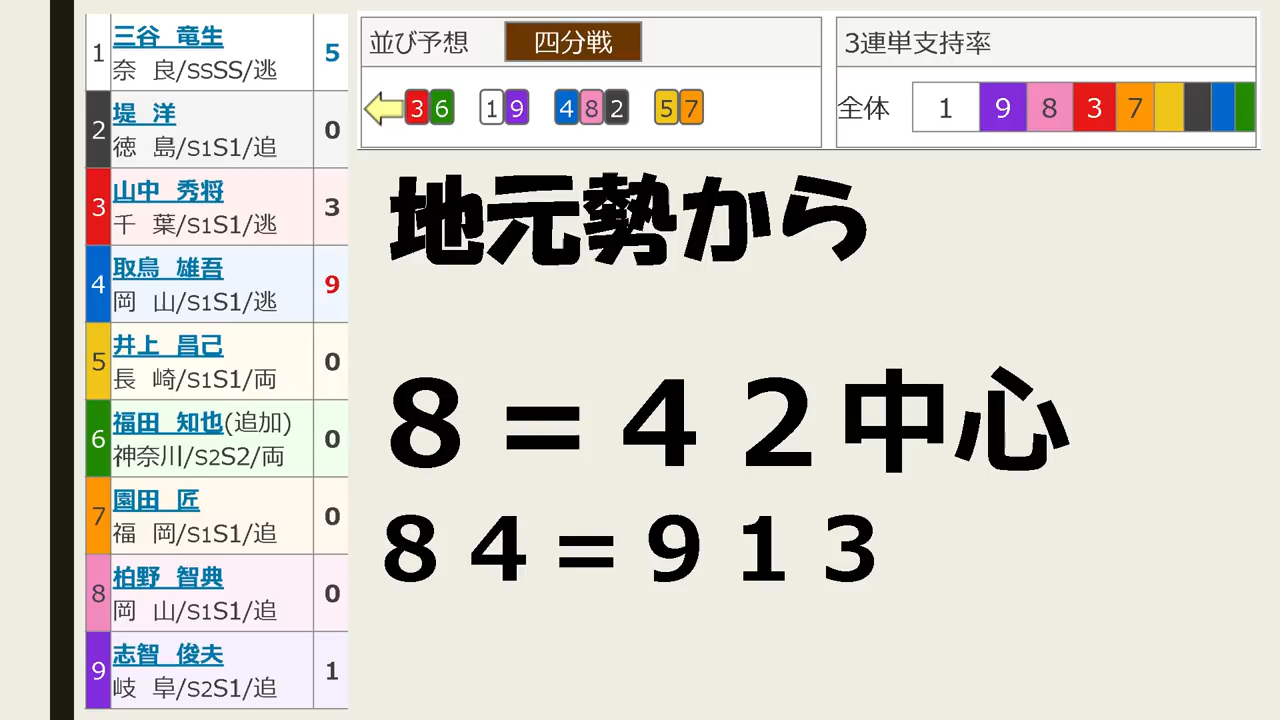 1 三谷 竜生 5
奈 良/SSSS/逃
2 堤 洋 0
徳 島/S1S1/追
3 山中 秀将 3
千 葉/S1S1/逃
4 取鳥 雄吾 9
岡 山/S1S1/逃
5 井上 昌己 0
長 崎/S1S1/両
6 福田 知也(追加) 0
神奈川/S2S2/両
7 園田 匠 0
福 岡/S1S1/追
8 柏野 智典 0
岡 山/S1S1/追
9 志智 俊夫 1
岐 阜/S2S1/追
並び予想 四分戦
3 6 1 9 4 8 2 5 7
3連単支持率
全体 1 9 8 3 7
地元勢から
8=42中心
84=913